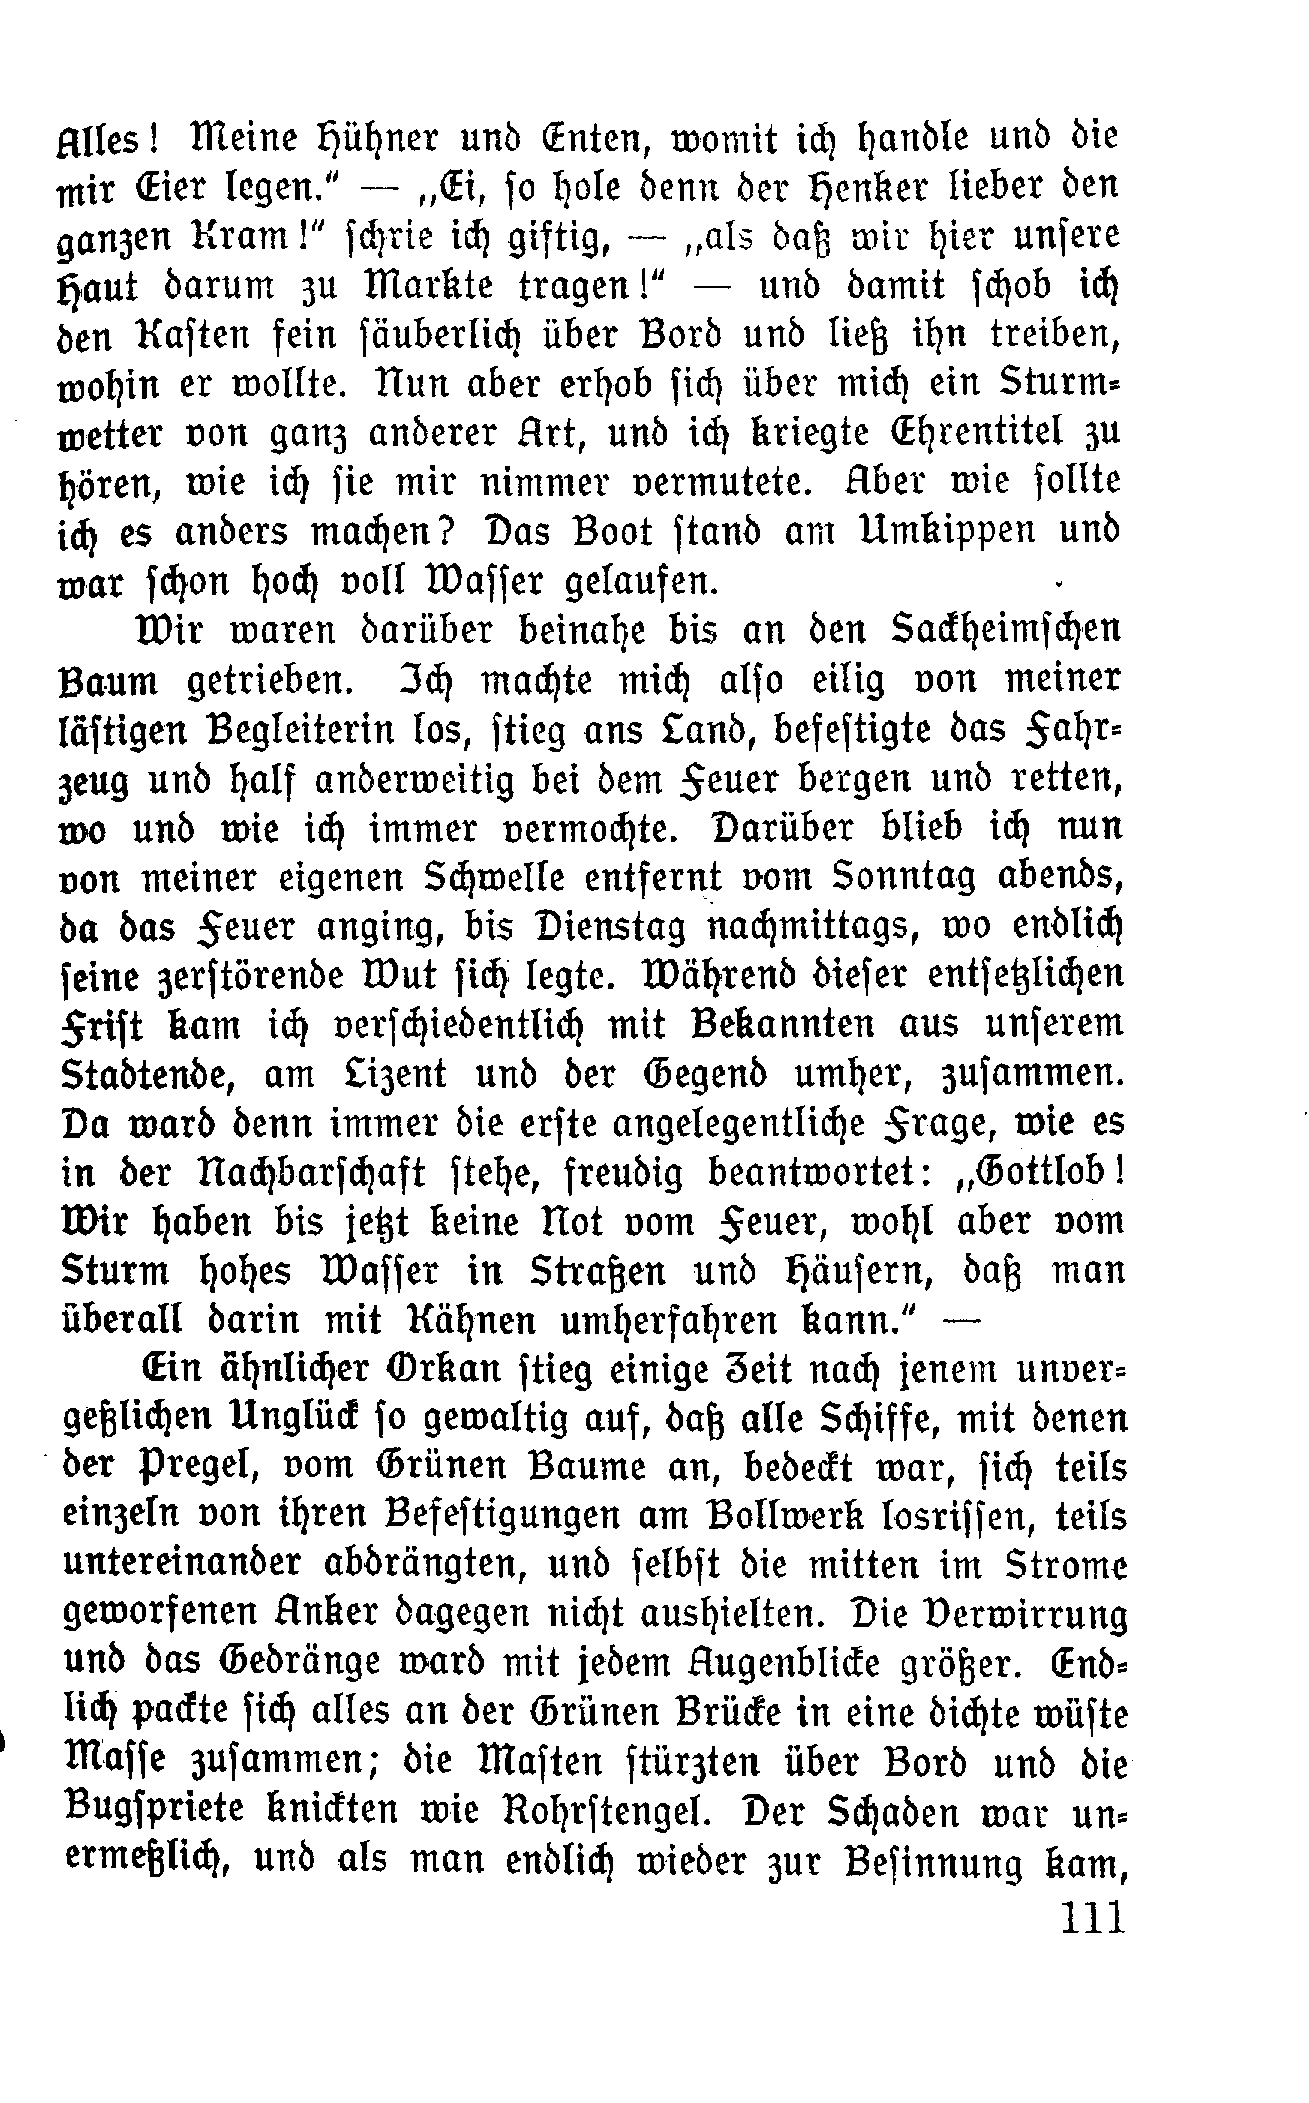 Alles! Meine Hühner und Enten, womit ich handle und die
mir Eier legen.“ — „Ei, ſo hole denn der Henker lieber den
ganzen Kram!“ ſchrie ich giftig, — „als daß wir hier unſere
Haut darum zu Markte tragen!“ — und damit ſchob ich
den Kaſten fein ſäuberlich über Bord und ließ ihn treiben,
wohin er wollte. Nun aber erhob ſich über mich ein Sturm-
wetter von ganz anderer Art, und ich kriegte Ehrentitel zu
hören, wie ich ſie mir nimmer vermutete. Aber wie ſollte
ich es anders machen? Das Boot ſtand am Umkippen und
war ſchon hoch voll Waſſer gelaufen.
Wir waren darüber beinahe bis an den Sackheimſchen
Baum getrieben. Ich machte mich alſo eilig von meiner
läſtigen Begleiterin los, ſtieg ans Land, befeſtigte das Fahr-
zeug und half anderweitig bei dem Feuer bergen und retten,
wo und wie ich immer vermochte. Darüber blieb ich nun
von meiner eigenen Schwelle entfernt vom Sonntag abends,
da das Feuer anging, bis Dienstag nachmittags, wo endlich
ſeine zerſtörende Wut ſich legte. Während dieſer entſetzlichen
Friſt kam ich verſchiedentlich mit Bekannten aus unſerem
Stadtende, am Lizent und der Gegend umher, zuſammen.
Da ward denn immer die erſte angelegentliche Frage, wie es
in der Nachbarſchaft ſtehe, freudig beantwortet: „Gottlob!
Wir haben bis jetzt keine Not vom Feuer, wohl aber vom
Sturm hohes Waſſer in Straßen und Häuſern, daß man
überall darin mit Kähnen umherfahren kann.“ —
Ein ähnlicher Orkan ſtieg einige Zeit nach jenem unver-
geßlichen Unglück ſo gewaltig auf, daß alle Schiffe, mit denen
der Pregel, vom Grünen Baume an, bedeckt war, ſich teils
einzeln von ihren Befeſtigungen am Bollwerk losriſſen, teils
untereinander abdrängten, und ſelbſt die mitten im Strome
geworfenen Anker dagegen nicht aushielten. Die Verwirrung
und das Gedränge ward mit jedem Augenblicke größer. End-
lich packte ſich alles an der Grünen Brücke in eine dichte wüſte
Maſſe zuſammen; die Maſten ſtürzten über Bord und die
Bugſpriete knickten wie Rohrſtengel. Der Schaden war un-
ermeßlich, und als man endlich wieder zur Beſinnung kam,
111